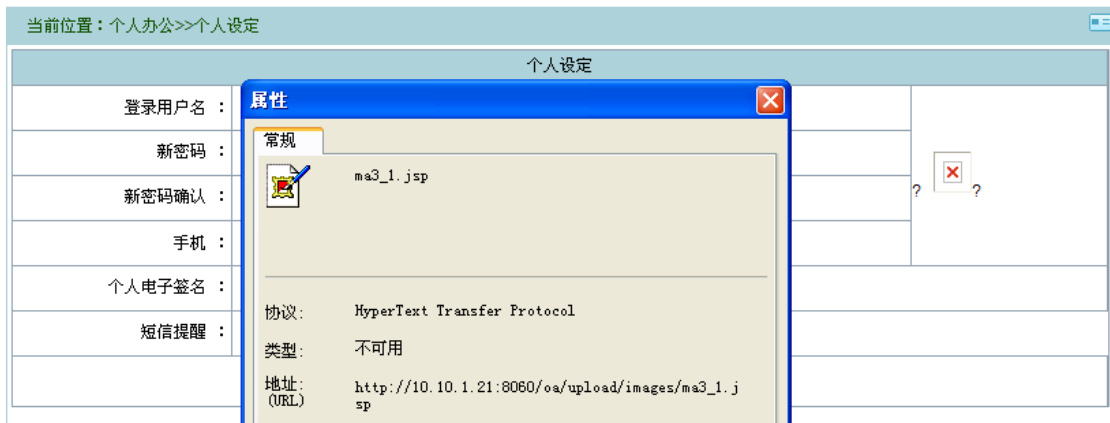 当前位置：个人办公>>个人设定
个人设定
登录用户名 ：
新密码 ：
新密码确认 ：
手机 ：
个人电子签名 ：
短信提醒 ：
? ?
属性
常规
ma3_1.jsp
协议:
HyperText Transfer Protocol
类型:
不可用
地址:
(URL)
http://10.10.1.21:8060/oa/upload/images/ma3_1.j
sp